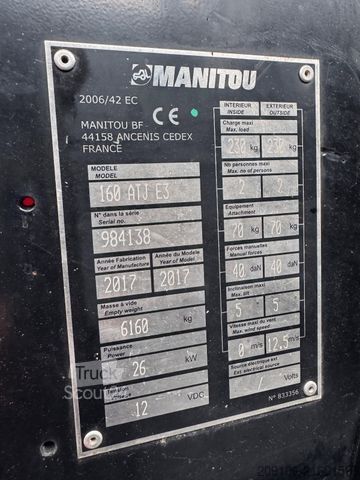 MANITOU
2006/42 EC
CE
MANITOU BF
44158 ANCENIS CEDEX
FRANCE
MODELE
MODEL
160 ATJ E3
N° dans la série
Serial no.
984138
Année Fabrication
Year of Manufacture
Année du Modele
Year of Model
2017
2017
Masse à vide
Empty weight
6160 kg
Puissance
Power
26 kW
Tension
12 VDC
INTERIEUR
INSIDE
EXTERIEUR
OUTSIDE
Charge maxi
Max. load
230 kg
230 kg
Nb personnes maxi
2
2
Equipement
Attachment
70 kg
70 kg
Forces manuelles
Manual forces
40 daN
40 daN
Inclinaison maxi
Max. tilt
5 °
5 °
Vitesse maxi du vent
Max. wind speed
0 m/s
12.5 m/s
Source électrique ext
Ext. electrical source
/ Volts
N° 833356
Truck
Scout